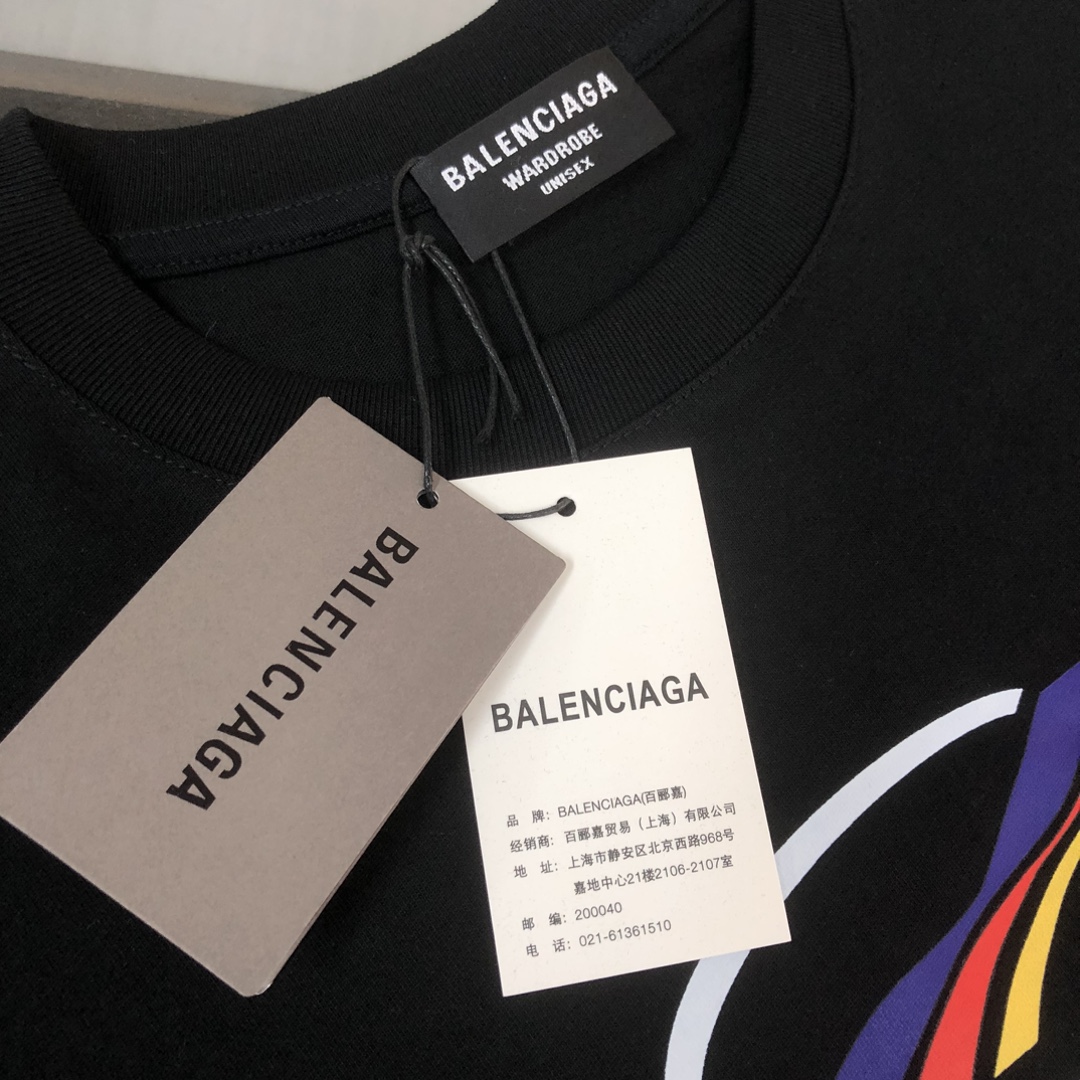 BALENCIAGA
WARDROBE
UNISEX
BALENCIAGA
BALENCIAGA
品 牌: BALENCIAGA(百郦嘉)
经销商: 百郦嘉贸易（上海）有限公司
地 址: 上海市静安区北京西路968号
嘉地中心21楼2106-2107室
邮 编: 200040
电 话: 021-61361510